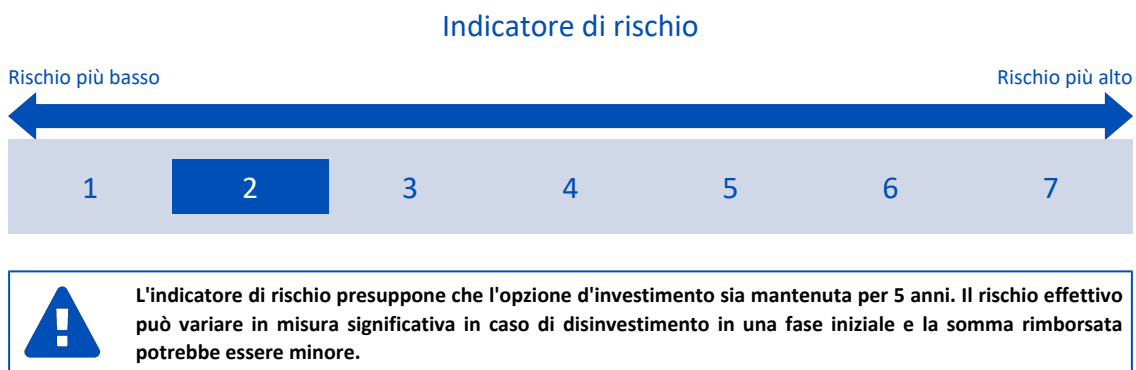 Indicatore di rischio
Rischio più basso
Rischio più alto
1 2 3 4 5 6 7
L'indicatore di rischio presuppone che l'opzione d'investimento sia mantenuta per 5 anni. Il rischio effettivo
può variare in misura significativa in caso di disinvestimento in una fase iniziale e la somma rimborsata
potrebbe essere minore.